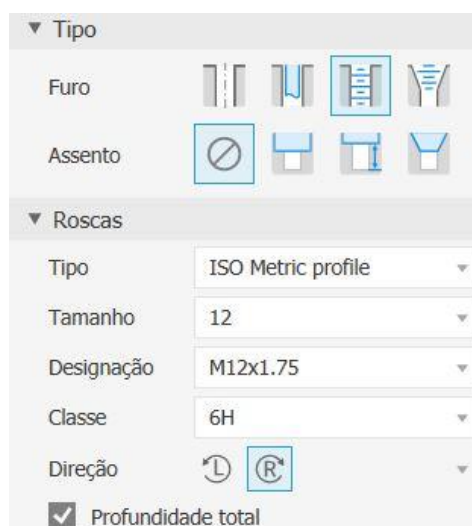 Tipo
Furo
Assento
Roscas
Tipo ISO Metric profile
Tamanho 12
Designação M12x1.75
Classe 6H
Direção L R
Profundidade total